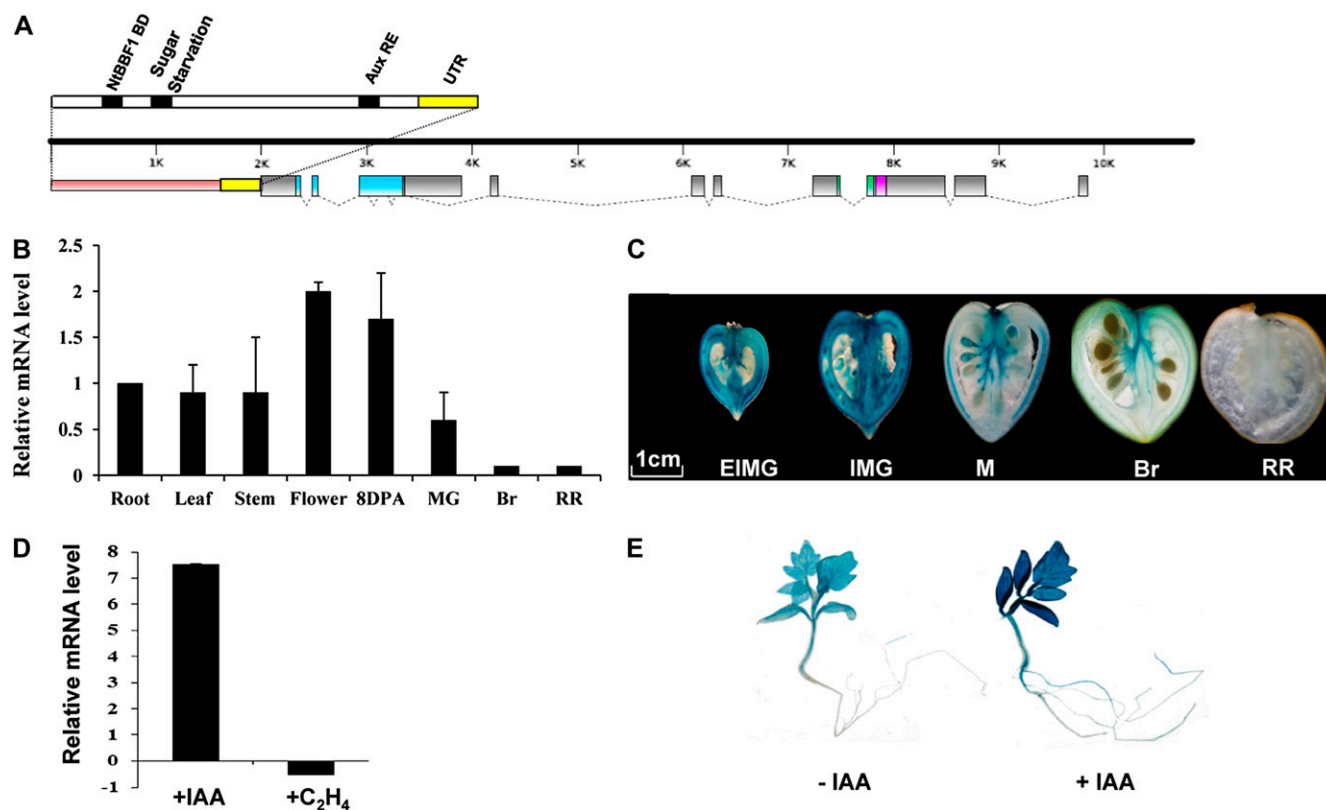 A
NtBBF1 BD
Sugar
Starvation
Aux RE
UTR
1K 2K 3K 4K 5K 6K 7K 8K 9K 10K
B
Relative mRNA level
2.5
2
1.5
1
0.5
0
Root Leaf Stem Flower 8DPA MG Br RR
C
1cm
EIMG IMG M Br RR
D
Relative mRNA level
8
7
6
5
4
3
2
1
0
-1
+IAA +C₂H₄
E
- IAA + IAA